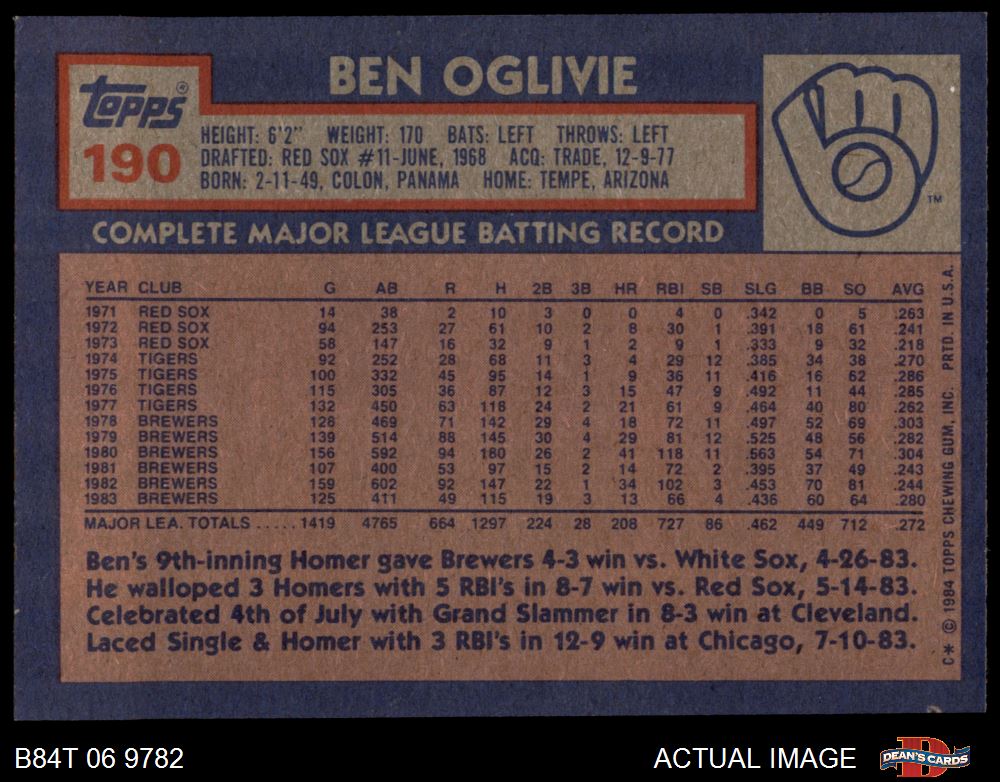 BEN OGLIVIE
Topps®
190
HEIGHT: 6'2" WEIGHT: 170 BATS: LEFT THROWS: LEFT
DRAFTED: RED SOX #11-JUNE, 1968 ACQ: TRADE, 12-9-77
BORN: 2-11-49, COLON, PANAMA HOME: TEMPE, ARIZONA
TM
COMPLETE MAJOR LEAGUE BATTING RECORD
YEAR CLUB G AB R H 2B 3B HR RBI SB SLG BB SO AVG
1971 RED SOX 14 38 2 10 3 0 0 4 0 .342 0 5 .263
1972 RED SOX 94 253 27 61 10 2 8 30 1 .391 18 61 .241
1973 RED SOX 58 147 16 32 9 1 2 9 1 .333 9 32 .218
1974 TIGERS 92 252 28 68 11 3 4 29 12 .385 34 38 .270
1975 TIGERS 100 332 45 95 14 1 9 36 11 .416 16 62 .286
1976 TIGERS 115 305 36 87 12 3 15 47 9 .492 11 44 .285
1977 TIGERS 132 450 63 118 24 2 21 61 9 .464 40 80 .262
1978 BREWERS 128 469 71 142 29 4 18 72 11 .497 52 69 .303
1979 BREWERS 139 514 88 145 30 4 29 81 12 .525 48 56 .282
1980 BREWERS 156 592 94 180 26 2 41 118 11 .563 54 71 .304
1981 BREWERS 107 400 53 97 15 2 14 72 2 .395 37 49 .243
1982 BREWERS 159 602 92 147 22 1 34 102 3 .453 70 81 .244
1983 BREWERS 125 411 49 115 19 3 13 66 4 .436 60 64 .280
MAJOR LEA. TOTALS ..... 1419 4765 664 1297 224 28 208 727 86 .462 449 712 .272
Ben's 9th-inning Homer gave Brewers 4-3 win vs. White Sox, 4-26-83.
He walloped 3 Homers with 5 RBI's in 8-7 win vs. Red Sox, 5-14-83.
Celebrated 4th of July with Grand Slammer in 8-3 win at Cleveland.
Laced Single & Homer with 3 RBI's in 12-9 win at Chicago, 7-10-83.
C* © 1984 TOPPS CHEWING GUM, INC. PRTD. IN U.S.A.
B84T 06 9782
ACTUAL IMAGE
D
DEAN'S CARDS